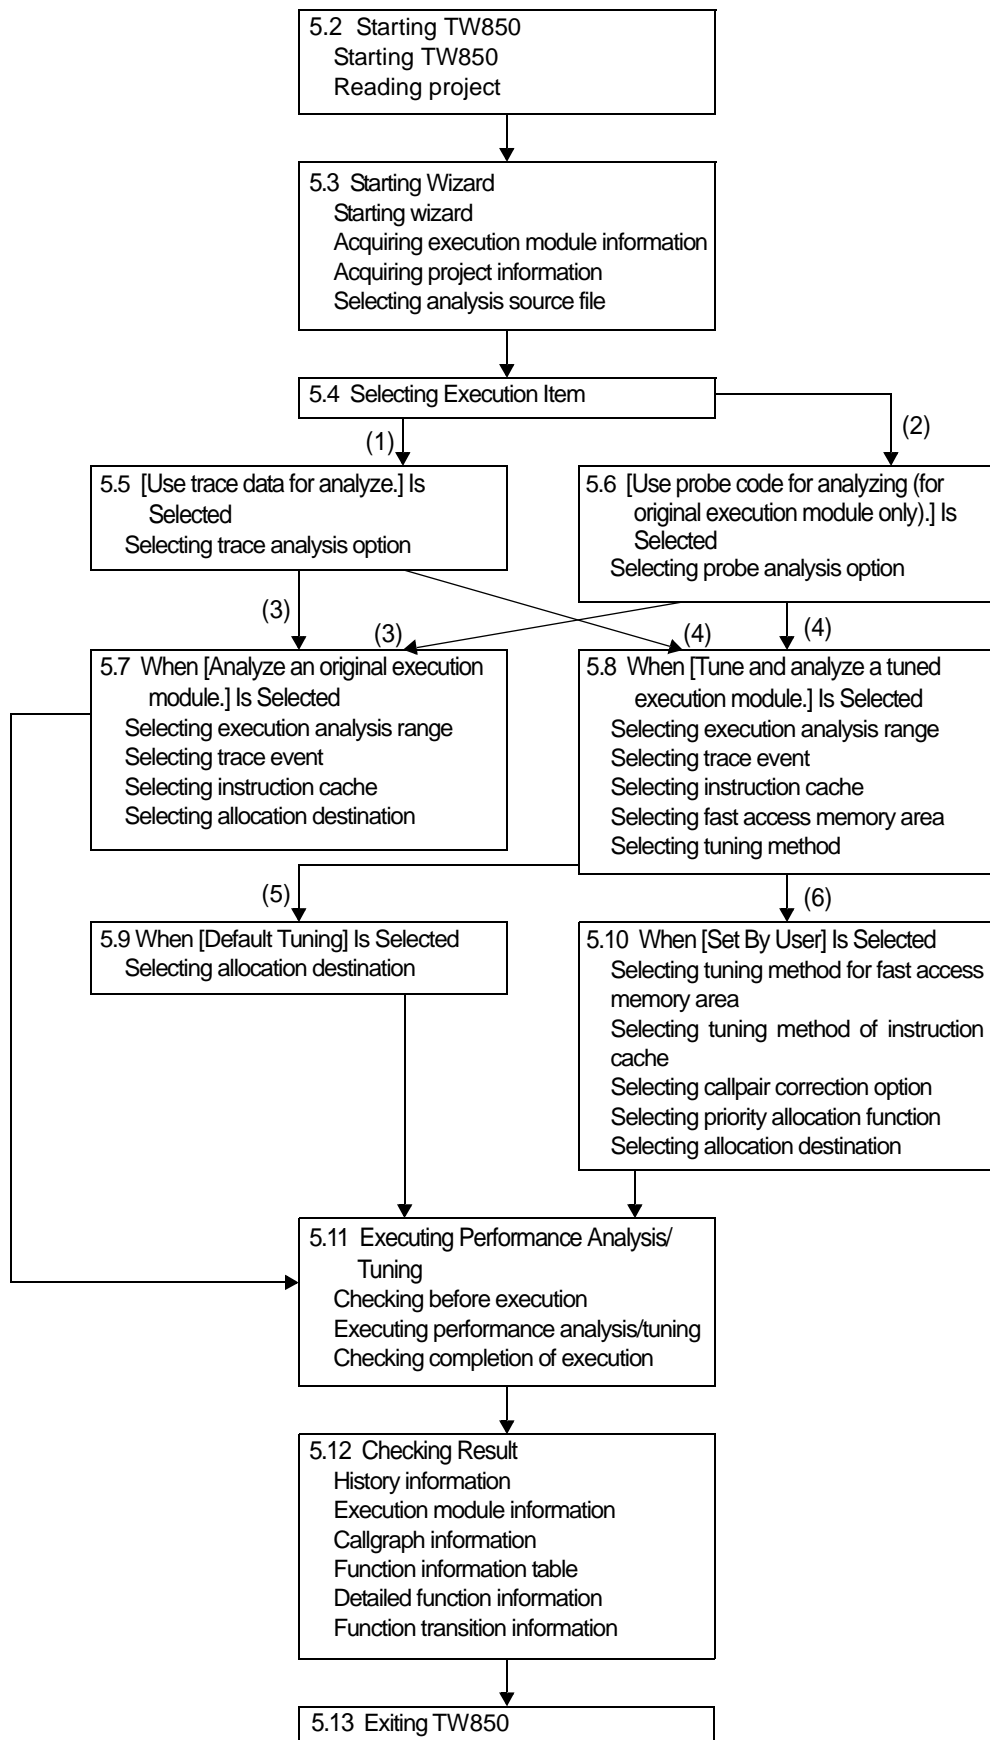 5.2 Starting TW850
Starting TW850
Reading project
5.3 Starting Wizard
Starting wizard
Acquiring execution module information
Acquiring project information
Selecting analysis source file
5.4 Selecting Execution Item
(1)
(2)
5.5 [Use trace data for analyze.] Is
Selected
Selecting trace analysis option
5.6 [Use probe code for analyzing (for
original execution module only).] Is
Selected
Selecting probe analysis option
(3)
(3)
(4)
(4)
5.7 When [Analyze an original execution
module.] Is Selected
Selecting execution analysis range
Selecting trace event
Selecting instruction cache
Selecting allocation destination
5.8 When [Tune and analyze a tuned
execution module.] Is Selected
Selecting execution analysis range
Selecting trace event
Selecting instruction cache
Selecting fast access memory area
Selecting tuning method
(5)
(6)
5.9 When [Default Tuning] Is Selected
Selecting allocation destination
5.10 When [Set By User] Is Selected
Selecting tuning method for fast access
memory area
Selecting tuning method of instruction
cache
Selecting callpair correction option
Selecting priority allocation function
Selecting allocation destination
5.11 Executing Performance Analysis/
Tuning
Checking before execution
Executing performance analysis/tuning
Checking completion of execution
5.12 Checking Result
History information
Execution module information
Callgraph information
Function information table
Detailed function information
Function transition information
5.13 Exiting TW850